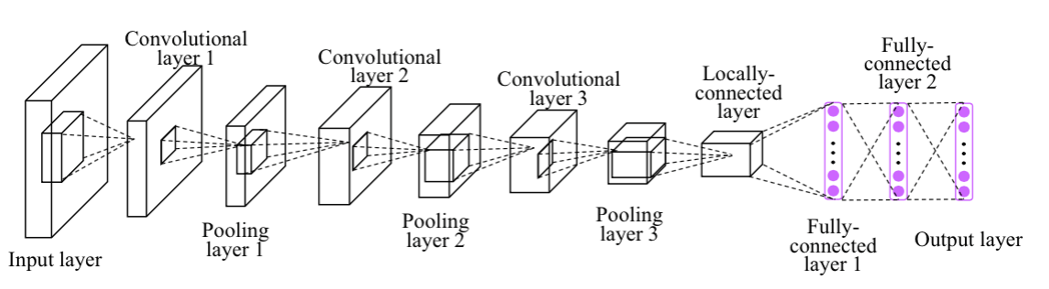 Convolutional
layer 1
Convolutional
layer 2
Convolutional
layer 3
Locally-
connected
layer
Fully-
connected
layer 2
Input layer
Pooling
layer 1
Pooling
layer 2
Pooling
layer 3
Fully-
connected
layer 1
Output layer